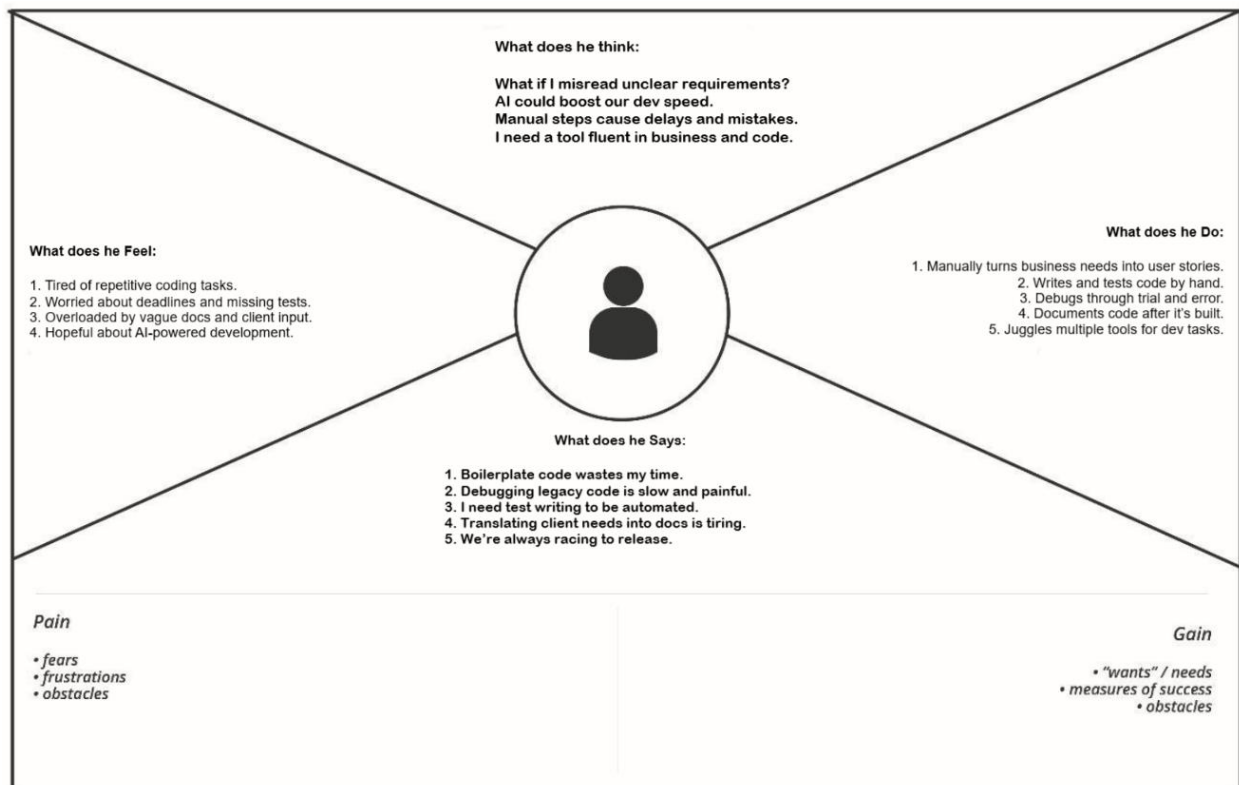 What does he think:
What if I misread unclear requirements?
AI could boost our dev speed.
Manual steps cause delays and mistakes.
I need a tool fluent in business and code.
What does he Feel:
1. Tired of repetitive coding tasks.
2. Worried about deadlines and missing tests.
3. Overloaded by vague docs and client input.
4. Hopeful about AI-powered development.
What does he Do:
1. Manually turns business needs into user stories.
2. Writes and tests code by hand.
3. Debugs through trial and error.
4. Documents code after it's built.
5. Juggles multiple tools for dev tasks.
What does he Says:
1. Boilerplate code wastes my time.
2. Debugging legacy code is slow and painful.
3. I need test writing to be automated.
4. Translating client needs into docs is tiring.
5. We're always racing to release.
Pain
• fears
• frustrations
• obstacles
Gain
• "wants" / needs
• measures of success
• obstacles